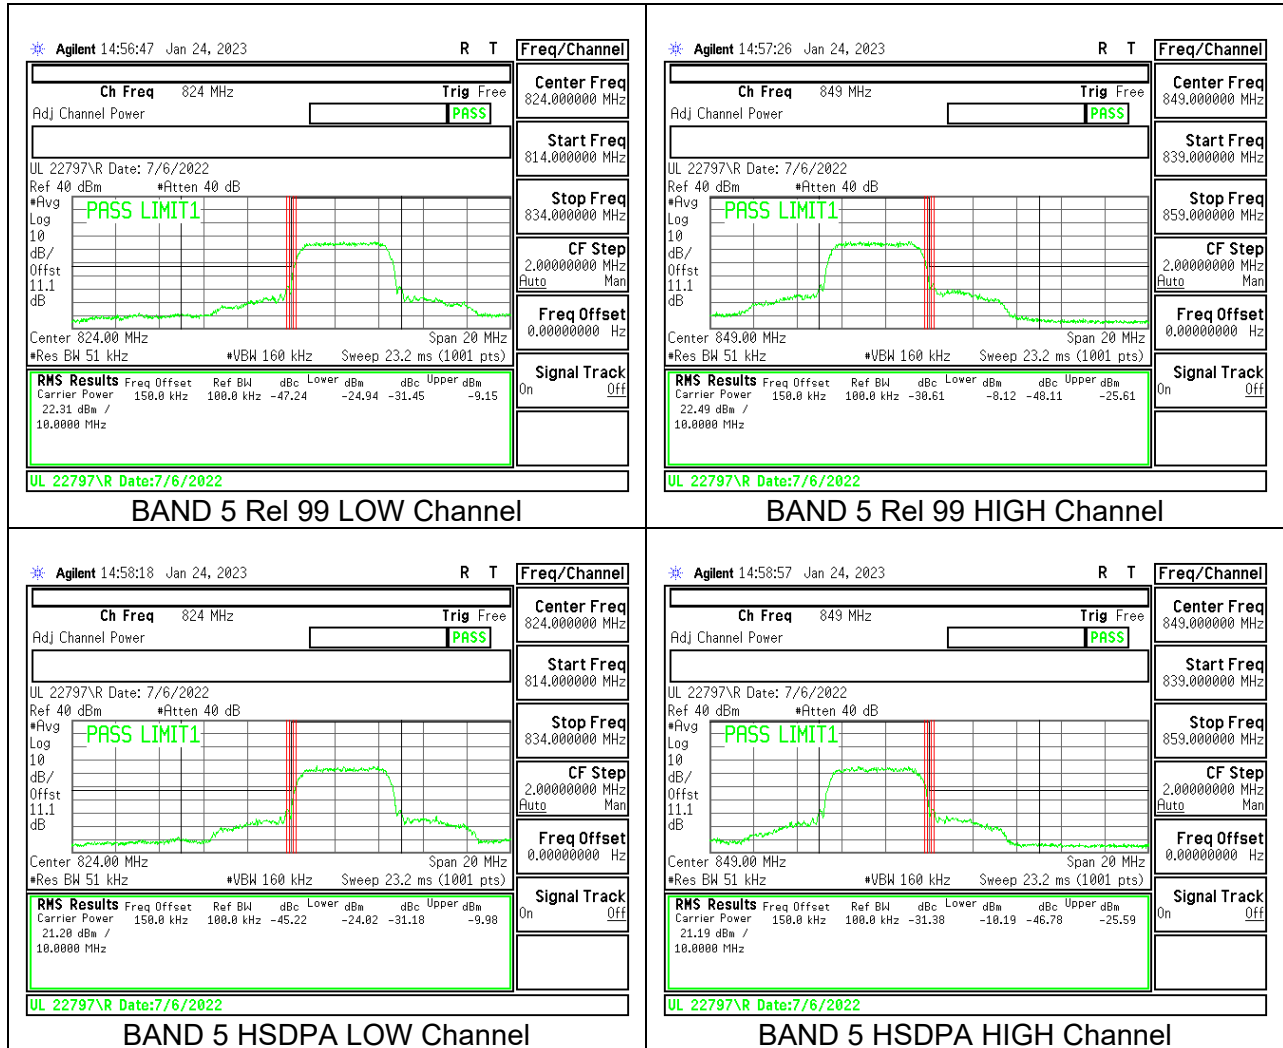 Agilent 14:56:47 Jan 24, 2023 R T Freq/Channel
Ch Freq 824 MHz Trig Free
Adj Channel Power PASS
UL 22797\R Date: 7/6/2022
Ref 40 dBm #Atten 40 dB
#Avg
Log
10
dB/
Offst
11.1
dB
PASS LIMIT1
Center 824.00 MHz Span 20 MHz
#Res BW 51 kHz #VBW 160 kHz Sweep 23.2 ms (1001 pts)
RMS Results Freq Offset Ref BW dBc Lower dBm dBc Upper dBm
Carrier Power 150.0 kHz 100.0 kHz -47.24 -24.94 -31.45 -9.15
22.31 dBm /
10.0000 MHz
UL 22797\R Date:7/6/2022
Center Freq
824.000000 MHz
Start Freq
814.000000 MHz
Stop Freq
834.000000 MHz
CF Step
2.00000000 MHz
Auto Man
Freq Offset
0.00000000 Hz
Signal Track
On Off
BAND 5 Rel 99 LOW Channel
Agilent 14:57:26 Jan 24, 2023 R T Freq/Channel
Ch Freq 849 MHz Trig Free
Adj Channel Power PASS
UL 22797\R Date: 7/6/2022
Ref 40 dBm #Atten 40 dB
#Avg
Log
10
dB/
Offst
11.1
dB
PASS LIMIT1
Center 849.00 MHz Span 20 MHz
#Res BW 51 kHz #VBW 160 kHz Sweep 23.2 ms (1001 pts)
RMS Results Freq Offset Ref BW dBc Lower dBm dBc Upper dBm
Carrier Power 150.0 kHz 100.0 kHz -30.61 -8.12 -48.11 -25.61
22.49 dBm /
10.0000 MHz
UL 22797\R Date:7/6/2022
Center Freq
849.000000 MHz
Start Freq
839.000000 MHz
Stop Freq
859.000000 MHz
CF Step
2.00000000 MHz
Auto Man
Freq Offset
0.00000000 Hz
Signal Track
On Off
BAND 5 Rel 99 HIGH Channel
Agilent 14:58:18 Jan 24, 2023 R T Freq/Channel
Ch Freq 824 MHz Trig Free
Adj Channel Power PASS
UL 22797\R Date: 7/6/2022
Ref 40 dBm #Atten 40 dB
#Avg
Log
10
dB/
Offst
11.1
dB
PASS LIMIT1
Center 824.00 MHz Span 20 MHz
#Res BW 51 kHz #VBW 160 kHz Sweep 23.2 ms (1001 pts)
RMS Results Freq Offset Ref BW dBc Lower dBm dBc Upper dBm
Carrier Power 150.0 kHz 100.0 kHz -45.22 -24.02 -31.18 -9.98
21.20 dBm /
10.0000 MHz
UL 22797\R Date:7/6/2022
Center Freq
824.000000 MHz
Start Freq
814.000000 MHz
Stop Freq
834.000000 MHz
CF Step
2.00000000 MHz
Auto Man
Freq Offset
0.00000000 Hz
Signal Track
On Off
BAND 5 HSDPA LOW Channel
Agilent 14:58:57 Jan 24, 2023 R T Freq/Channel
Ch Freq 849 MHz Trig Free
Adj Channel Power PASS
UL 22797\R Date: 7/6/2022
Ref 40 dBm #Atten 40 dB
#Avg
Log
10
dB/
Offst
11.1
dB
PASS LIMIT1
Center 849.00 MHz Span 20 MHz
#Res BW 51 kHz #VBW 160 kHz Sweep 23.2 ms (1001 pts)
RMS Results Freq Offset Ref BW dBc Lower dBm dBc Upper dBm
Carrier Power 150.0 kHz 100.0 kHz -31.38 -10.19 -46.78 -25.59
21.19 dBm /
10.0000 MHz
UL 22797\R Date:7/6/2022
Center Freq
849.000000 MHz
Start Freq
839.000000 MHz
Stop Freq
859.000000 MHz
CF Step
2.00000000 MHz
Auto Man
Freq Offset
0.00000000 Hz
Signal Track
On Off
BAND 5 HSDPA HIGH Channel